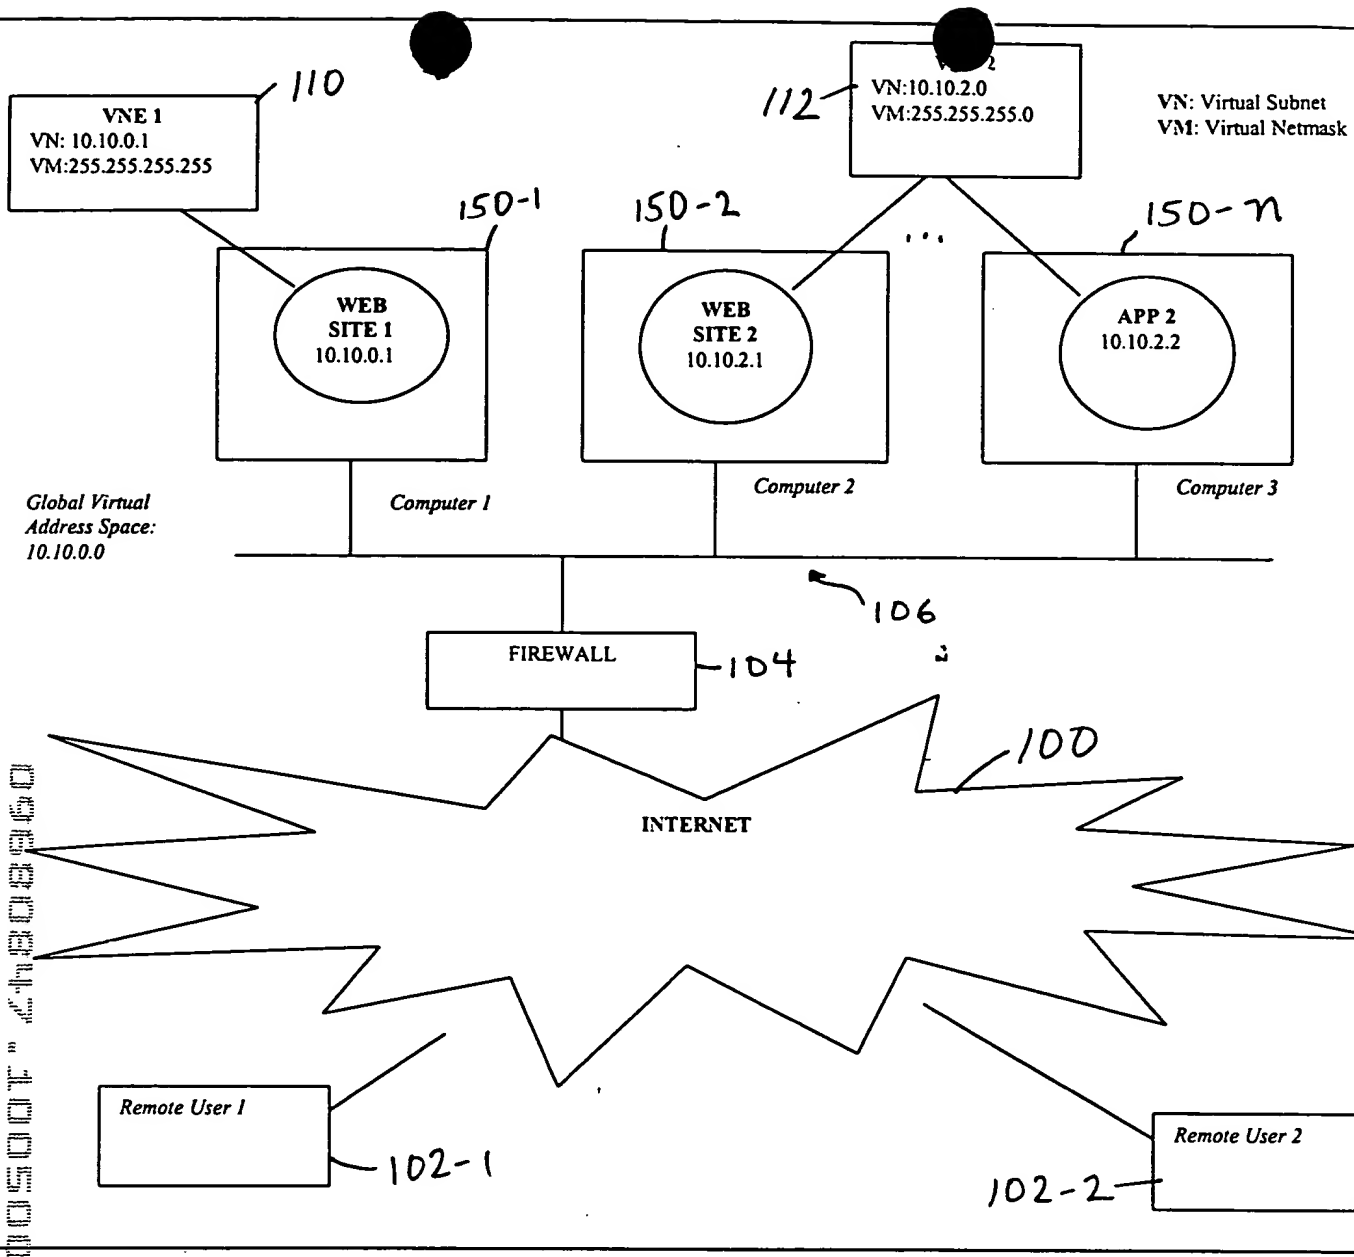 110
VNE 1
VN: 10.10.0.1
VM:255.255.255.255
2
VN:10.10.2.0
VM:255.255.255.0
112
VN: Virtual Subnet
VM: Virtual Netmask
150-1
150-2
...
150-n
WEB
SITE 1
10.10.0.1
WEB
SITE 2
10.10.2.1
APP 2
10.10.2.2
Computer 1
Computer 2
Computer 3
Global Virtual
Address Space:
10.10.0.0
106
FIREWALL
104
100
INTERNET
Remote User 1
102-1
Remote User 2
102-2